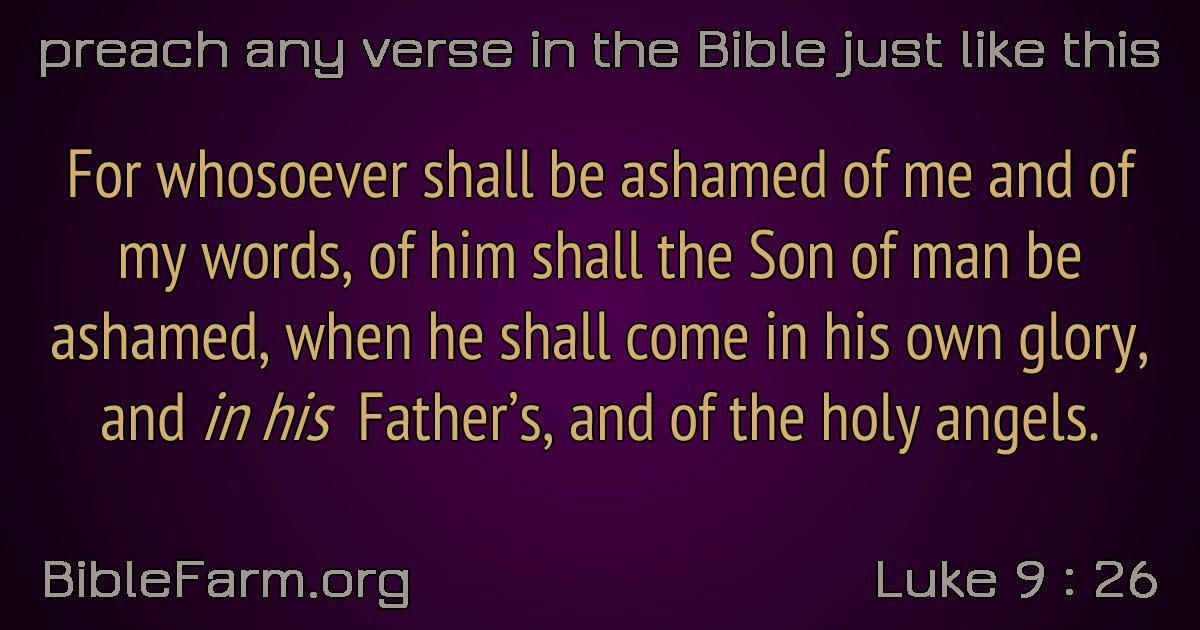 preach any verse in the Bible just like this
For whosoever shall be ashamed of me and of
my words, of him shall the Son of man be
ashamed, when he shall come in his own glory,
and in his Father’s, and of the holy angels.
BibleFarm.org
Luke 9 : 26